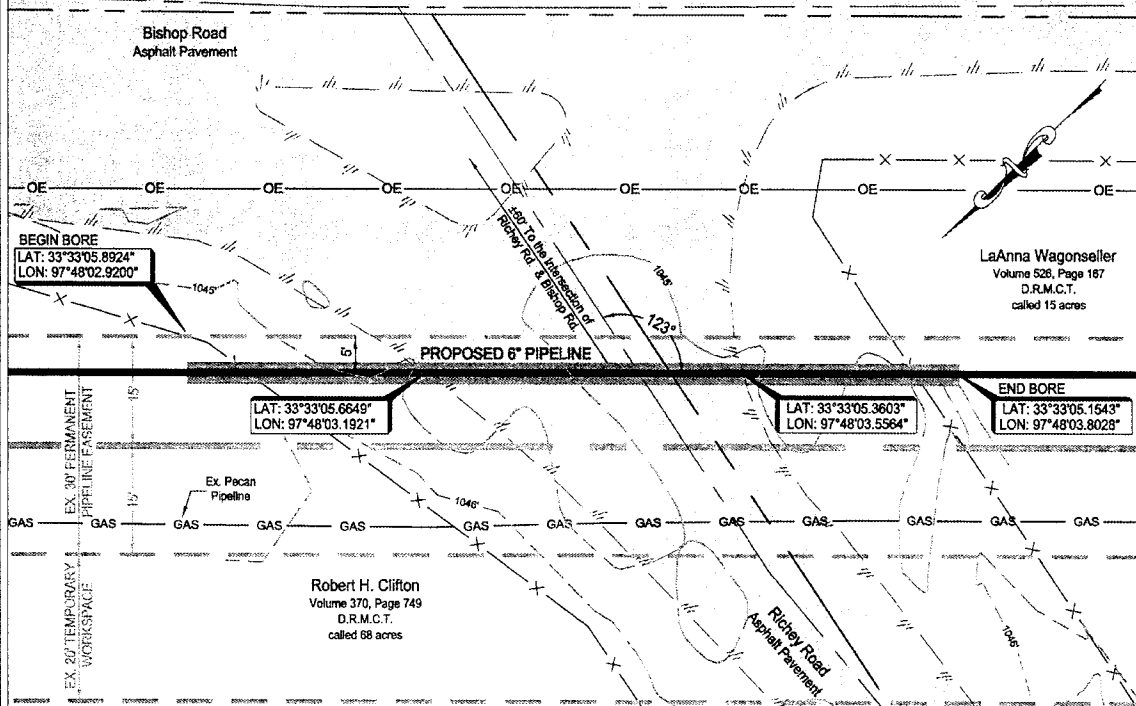 Bishop Road
Asphalt Pavement
OE OE OE OE OE OE OE OE OE
N
BEGIN BORE
LAT: 33°33'05.8924"
LON: 97°48'02.9200"
1045'
±60' To the Intersection of
Richey Rd. & Bishop Rd.
1045'
123°
LaAnna Wagonseller
Volume 526, Page 167
D.R.M.C.T.
called 15 acres
5'
PROPOSED 6" PIPELINE
LAT: 33°33'05.6649"
LON: 97°48'03.1921"
LAT: 33°33'05.3603"
LON: 97°48'03.5564"
END BORE
LAT: 33°33'05.1543"
LON: 97°48'03.8028"
EX. 30' PERMANENT
PIPELINE EASEMENT
15'
15'
Ex. Pecan
Pipeline
1046'
GAS GAS GAS GAS GAS GAS GAS GAS GAS GAS GAS GAS GAS
EX. 20' TEMPORARY
WORKSPACE
Robert H. Clifton
Volume 370, Page 749
D.R.M.C.T.
called 68 acres
Richey Road
Asphalt Pavement
1046'